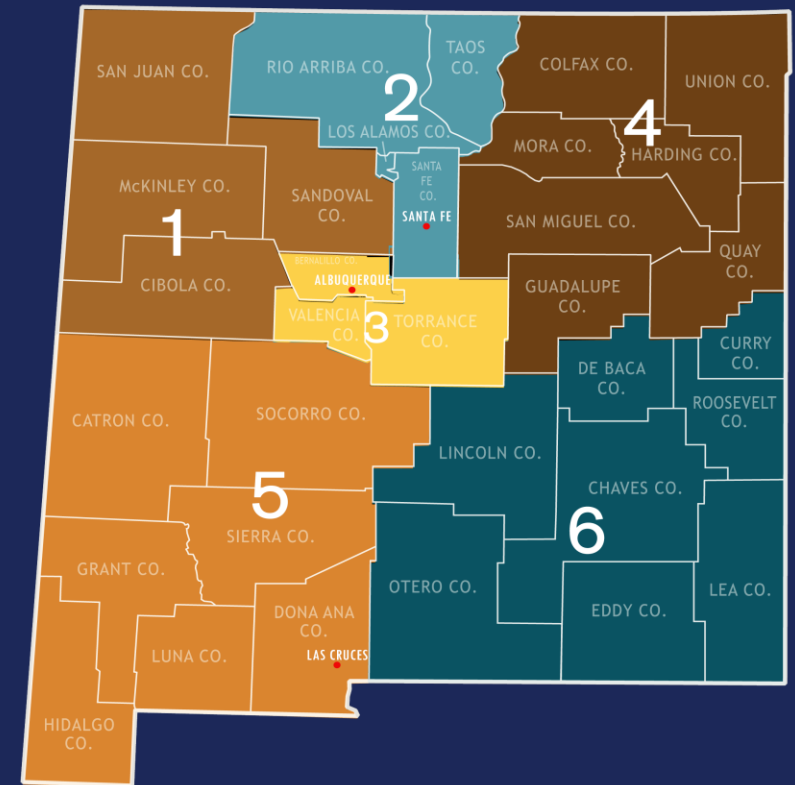 SAN JUAN CO.
RIO ARRIBA CO.
TAOS
CO.
COLFAX CO.
UNION CO.
2
4
LOS ALAMOS CO.
MORA CO.
HARDING CO.
McKINLEY CO.
1
SANDOVAL
CO.
SANTA
FE
CO.
SANTA FE
SAN MIGUEL CO.
QUAY
CO.
CIBOLA CO.
BERNALILLO CO.
ALBUQUERQUE
GUADALUPE
CO.
VALENCIA
CO.
3
TORRANCE
CO.
CURRY
CO.
DE BACA
CO.
ROOSEVELT
CO.
CATRON CO.
SOCORRO CO.
LINCOLN CO.
5
CHAVES CO.
6
SIERRA CO.
GRANT CO.
OTERO CO.
LEA CO.
EDDY CO.
DONA ANA
CO.
LAS CRUCES
LUNA CO.
HIDALGO
CO.